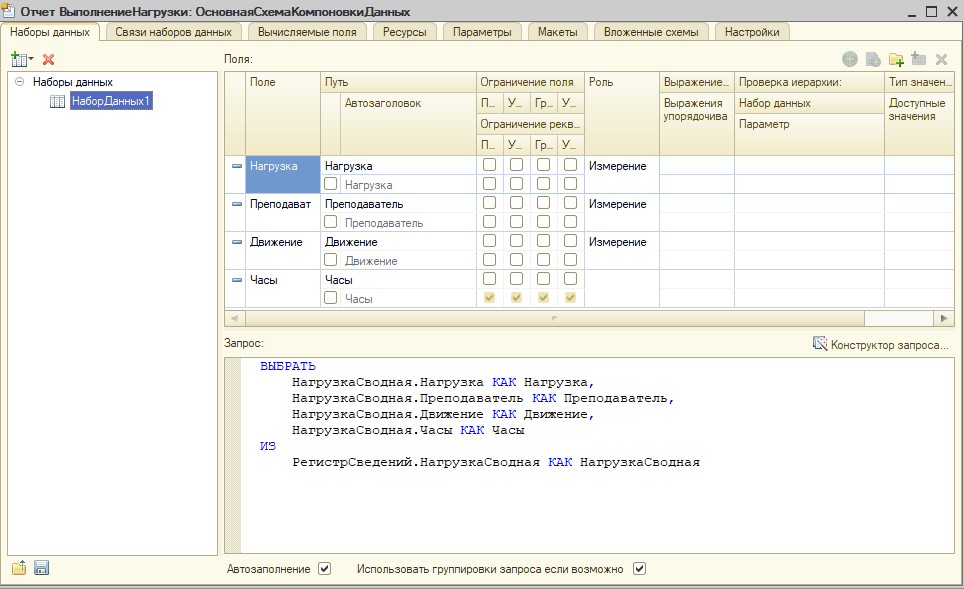 Отчет ВыполнениеНагрузки: ОсновнаяСхемаКомпоновкиДанных
Наборы данных Связи наборов данных Вычисляемые поля Ресурсы Параметры Макеты Вложенные схемы Настройки
Наборы данных
НаборДанных1
Поля:
Поле Путь Ограничение поля Роль Выражение... Проверка иерархии: Тип значен...
Автозаголовок П... У... Гр... У... Выражения упорядочива Набор данных Доступные значения
Ограничение рекв... Параметр
П... У... Гр... У...
Нагрузка Нагрузка Измерение
Нагрузка
Преподават Преподаватель Измерение
Преподаватель
Движение Движение Измерение
Движение
Часы Часы
Часы
Запрос: Конструктор запроса...
ВЫБРАТЬ
НагрузкаСводная.Нагрузка КАК Нагрузка,
НагрузкаСводная.Преподаватель КАК Преподаватель,
НагрузкаСводная.Движение КАК Движение,
НагрузкаСводная.Часы КАК Часы
ИЗ
РегистрСведений.НагрузкаСводная КАК НагрузкаСводная
Автозаполнение Использовать группировки запроса если возможно